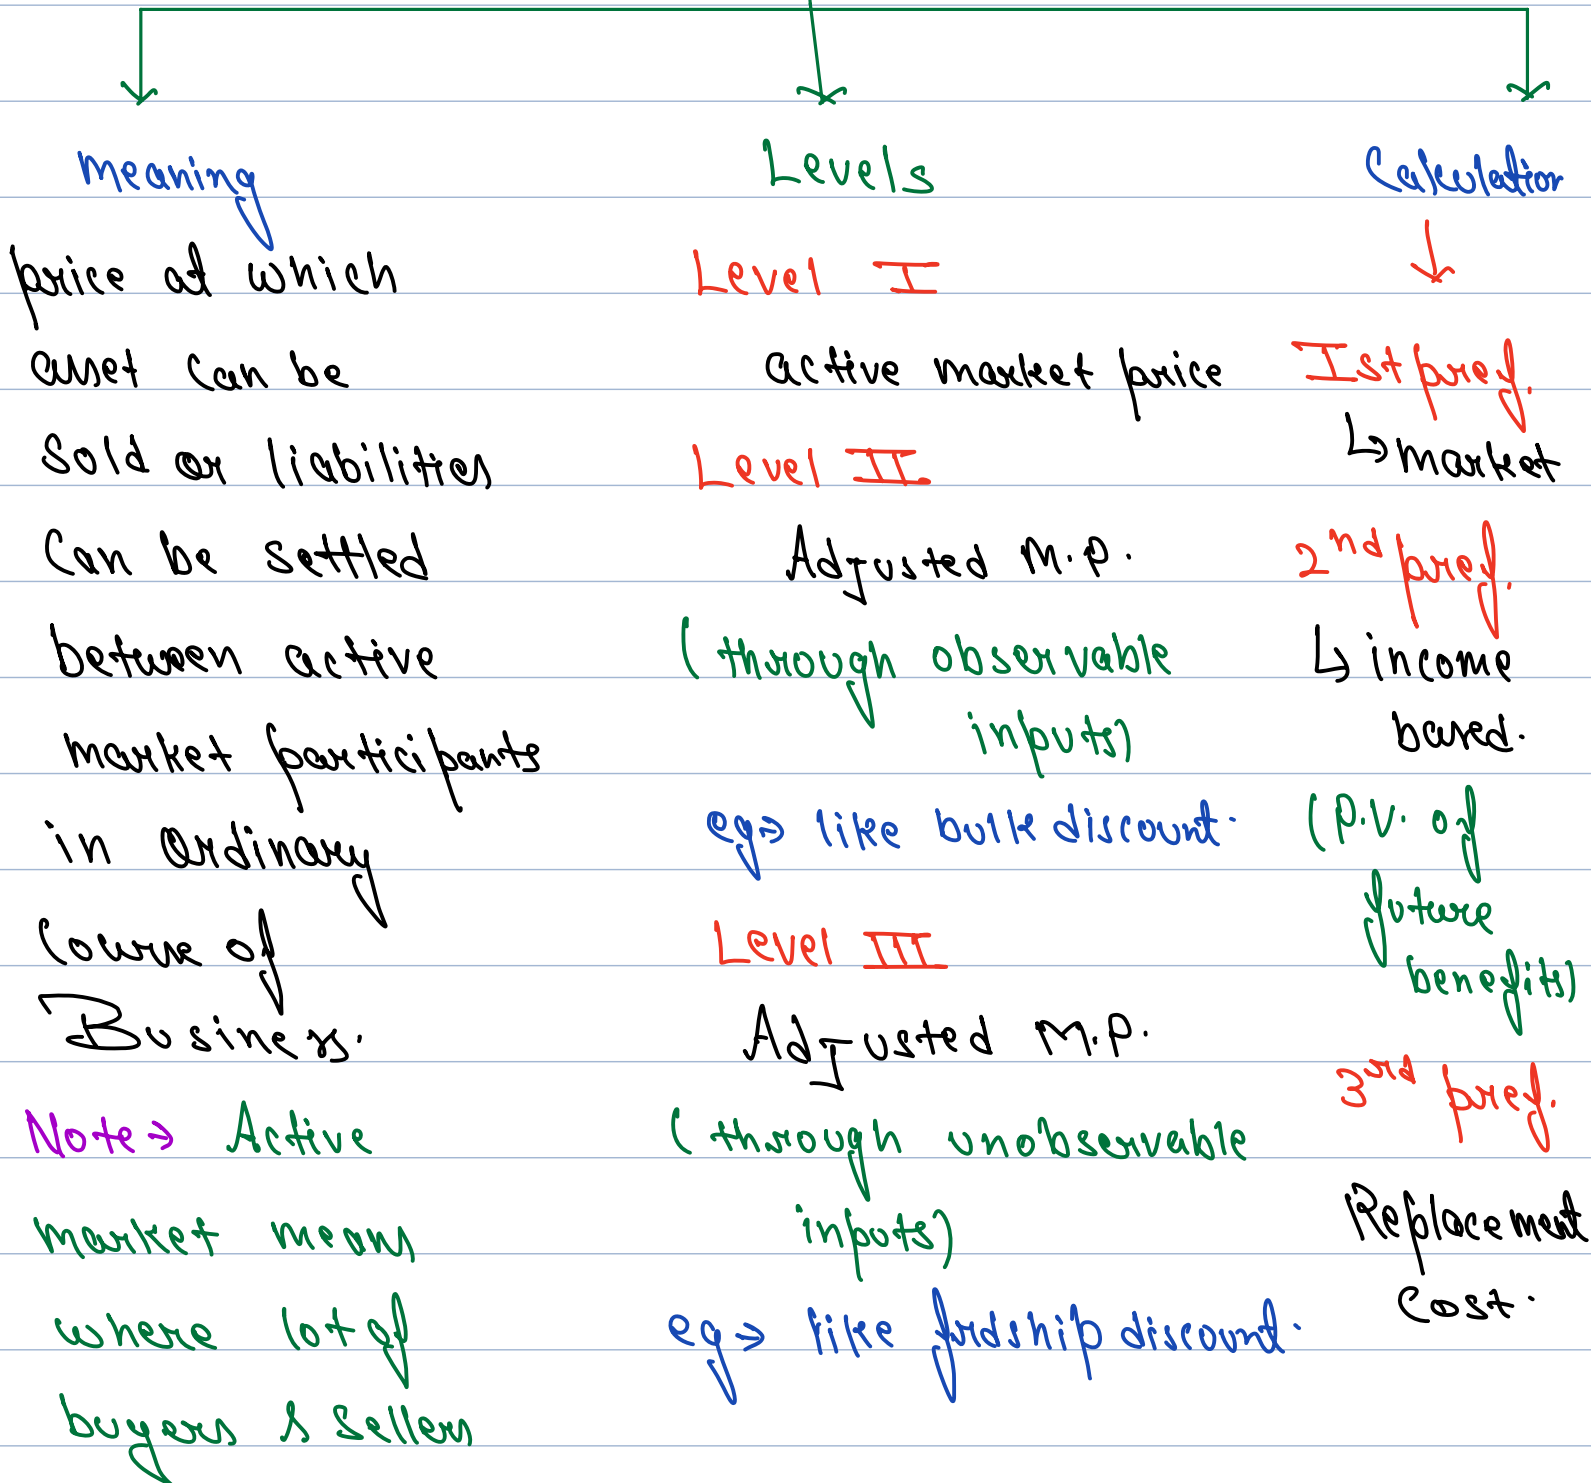 meaning
price at which
asset can be
sold or liabilities
can be settled
between active
market participants
in ordinary
course of
Business.
Note → Active
market means
where lot of
buyers & sellers
Levels
Level I
active market price
Level II
Adjusted M.P.
(through observable
inputs)
eg → like bulk discount.
Level III
Adjusted M.P.
(through unobservable
inputs)
eg → like frdship discount.
Calculation
↓
Ist pref.
↳ market
2nd pref.
↳ income
based.
(P.V. of
future
benefits)
3rd pref.
Replacement
cost.